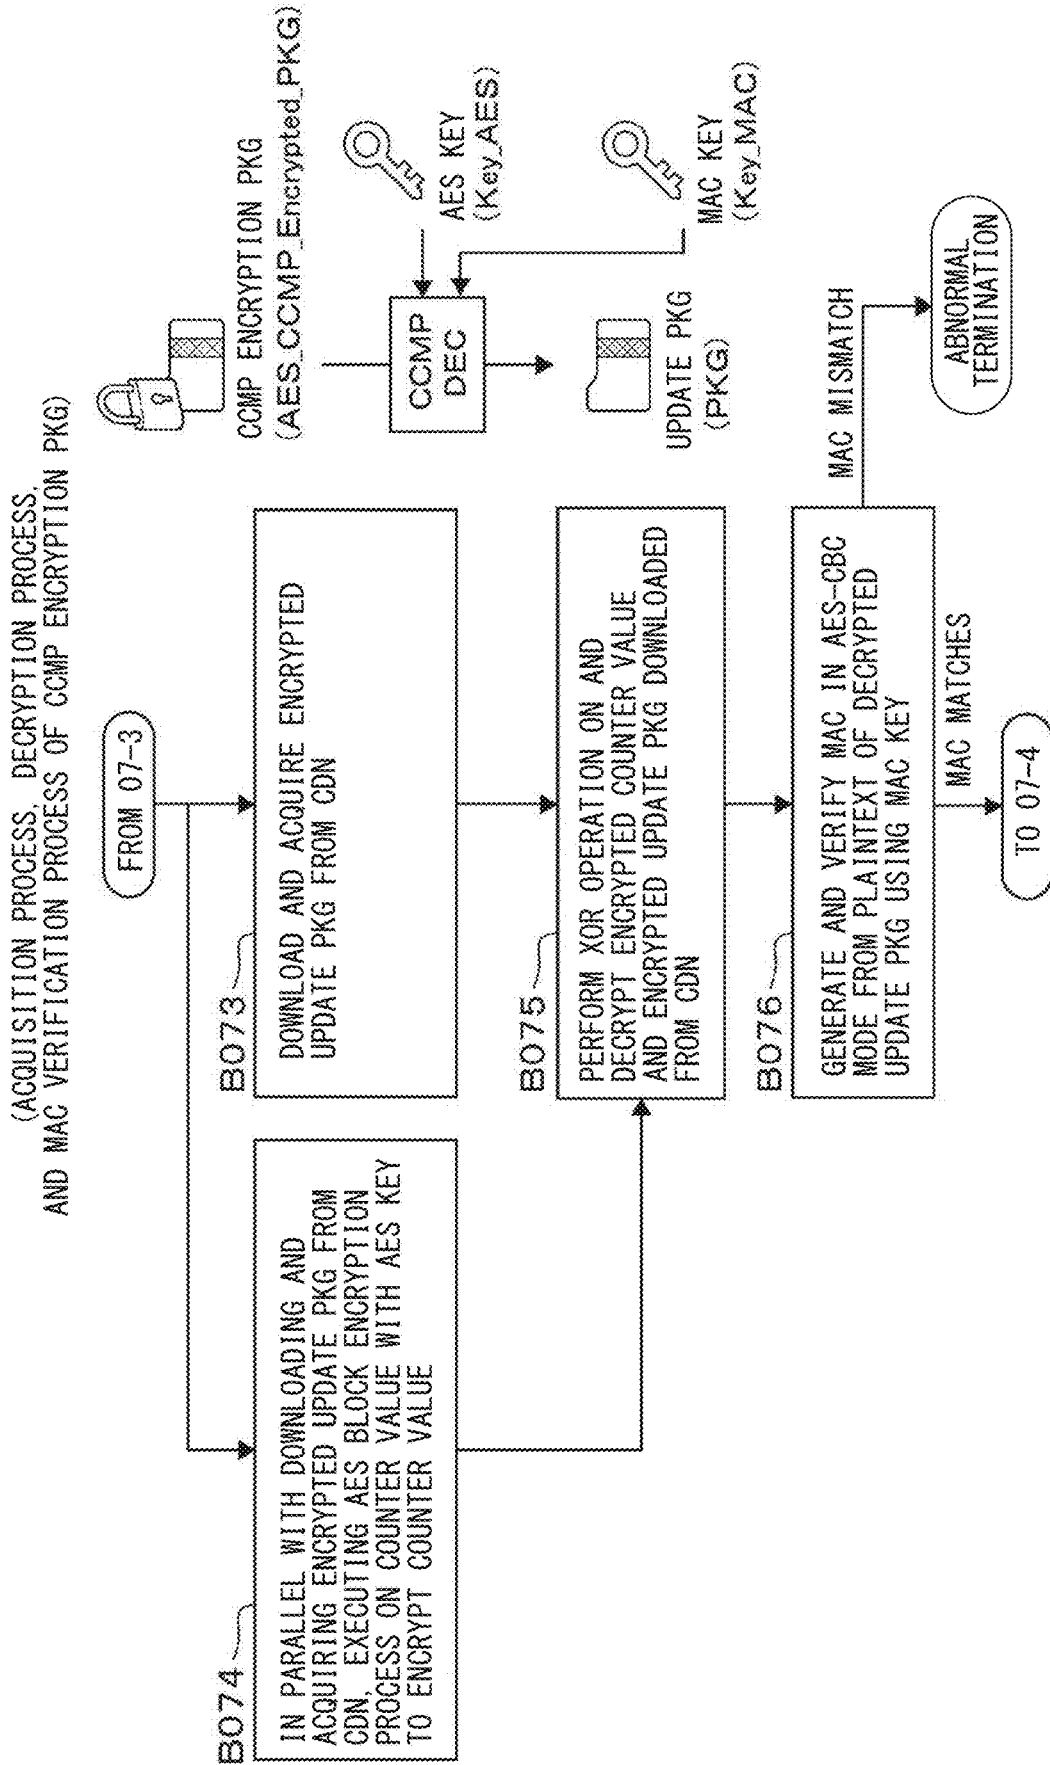 (ACQUISITION PROCESS, DECRYPTION PROCESS,
AND MAC VERIFICATION PROCESS OF CCMP ENCRYPTION PKG)
FROM 07-3
B074
IN PARALLEL WITH DOWNLOADING AND
ACQUIRING ENCRYPTED UPDATE PKG FROM
CDN, EXECUTING AES BLOCK ENCRYPTION
PROCESS ON COUNTER VALUE WITH AES KEY
TO ENCRYPT COUNTER VALUE
B073
DOWNLOAD AND ACQUIRE ENCRYPTED
UPDATE PKG FROM CDN
B075
PERFORM XOR OPERATION ON AND
DECRYPT ENCRYPTED COUNTER VALUE
AND ENCRYPTED UPDATE PKG DOWNLOADED
FROM CDN
B076
GENERATE AND VERIFY MAC IN AES-CBC
MODE FROM PLAINTEXT OF DECRYPTED
UPDATE PKG USING MAC KEY
MAC MISMATCH
ABNORMAL
TERMINATION
MAC MATCHES
TO 07-4
CCMP ENCRYPTION PKG
(AES_CCMP_Encrypted_PKG)
CCMP
DEC
AES KEY
(Key_AES)
MAC KEY
(Key_MAC)
UPDATE PKG
(PKG)